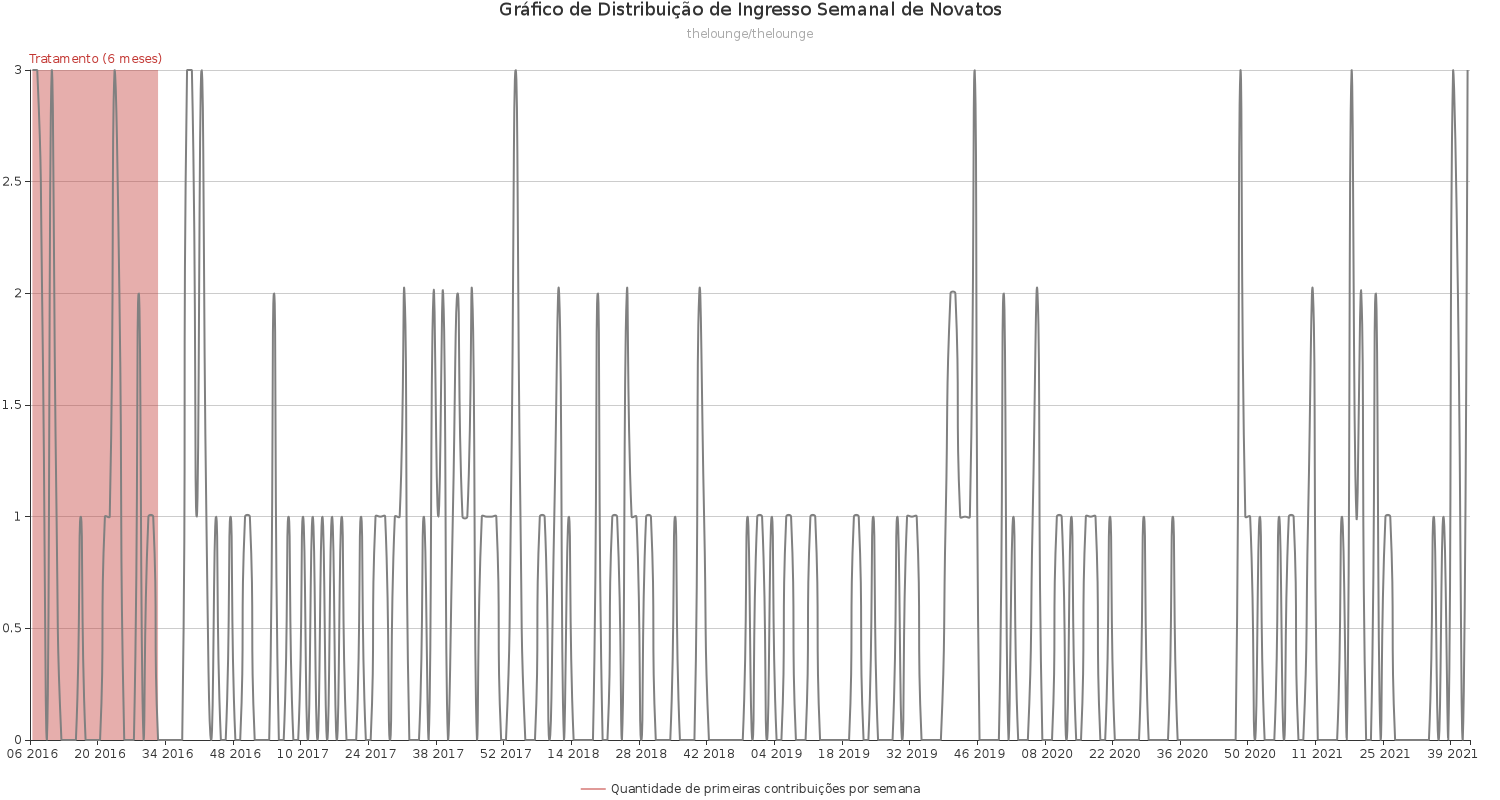 Gráfico de Distribuição de Ingresso Semanal de Novatos
thelounge/thelounge
Tratamento (6 meses)
3
2.5
2
1.5
1
0.5
0
06 2016 20 2016 34 2016 48 2016 10 2017 24 2017 38 2017 52 2017 14 2018 28 2018 42 2018 04 2019 18 2019 32 2019 46 2019 08 2020 22 2020 36 2020 50 2020 11 2021 25 2021 39 2021
Quantidade de primeiras contribuições por semana